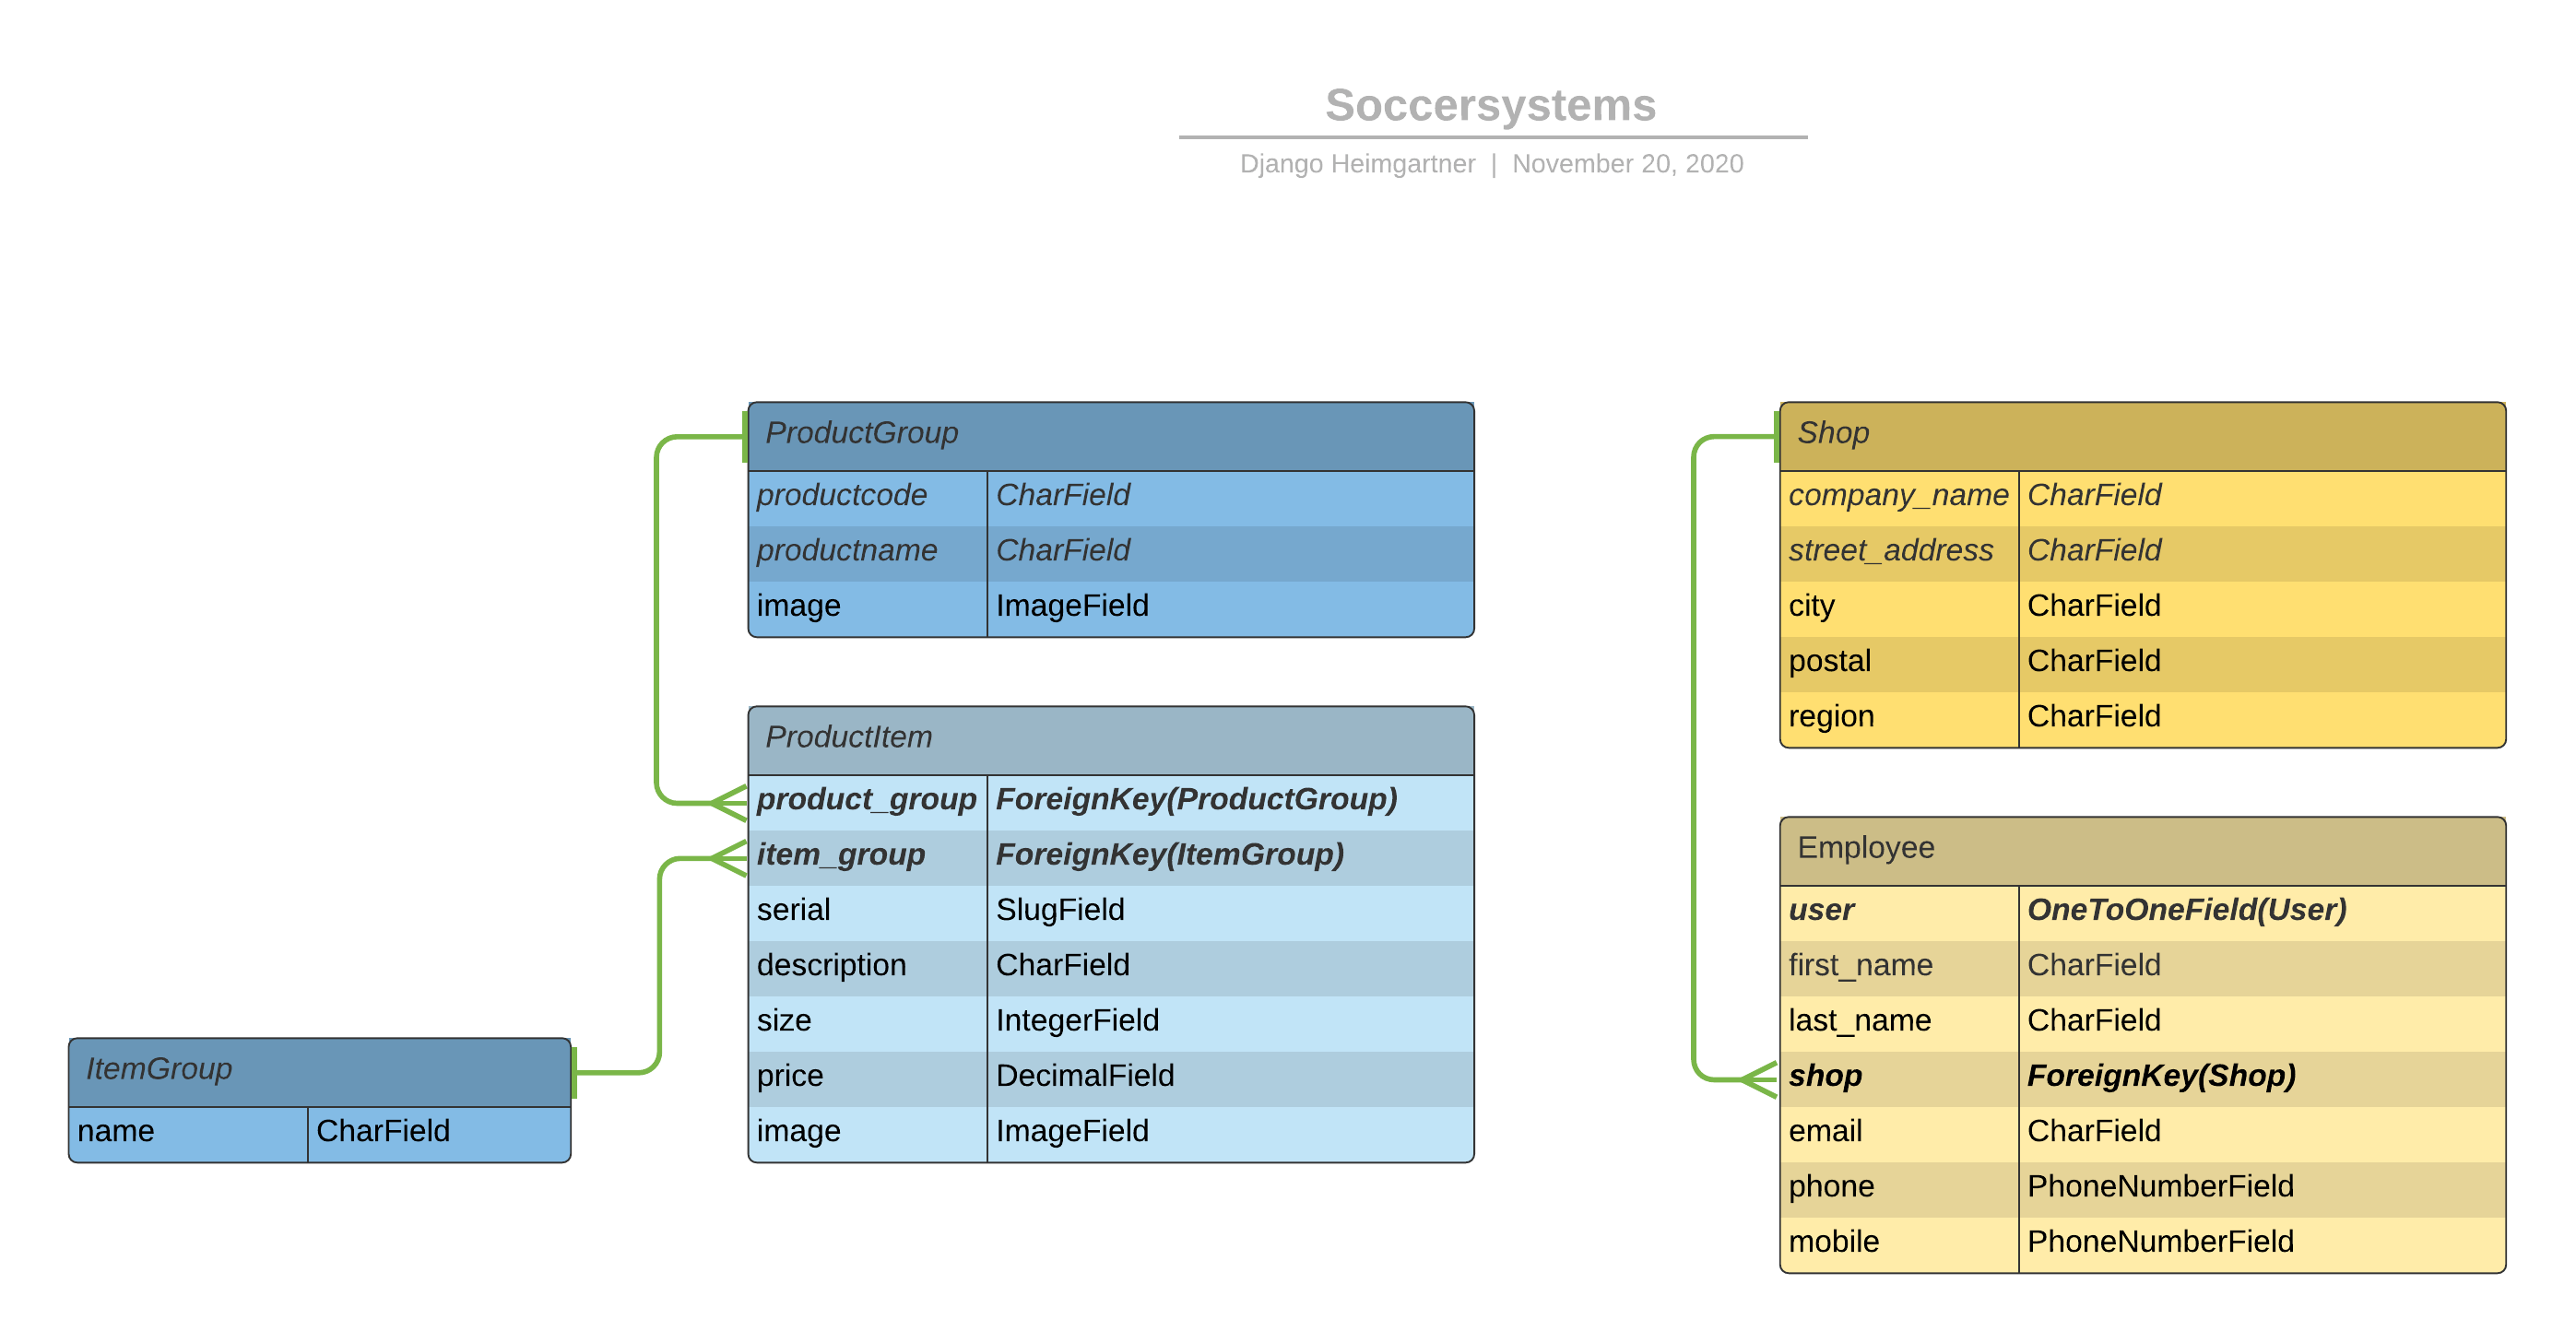 Soccersystems
Django Heimgartner | November 20, 2020
ProductGroup
productcode CharField
productname CharField
image ImageField
ProductItem
product_group ForeignKey(ProductGroup)
item_group ForeignKey(ItemGroup)
serial SlugField
description CharField
size IntegerField
price DecimalField
image ImageField
ItemGroup
name CharField
Shop
company_name CharField
street_address CharField
city CharField
postal CharField
region CharField
Employee
user OneToOneField(User)
first_name CharField
last_name CharField
shop ForeignKey(Shop)
email CharField
phone PhoneNumberField
mobile PhoneNumberField